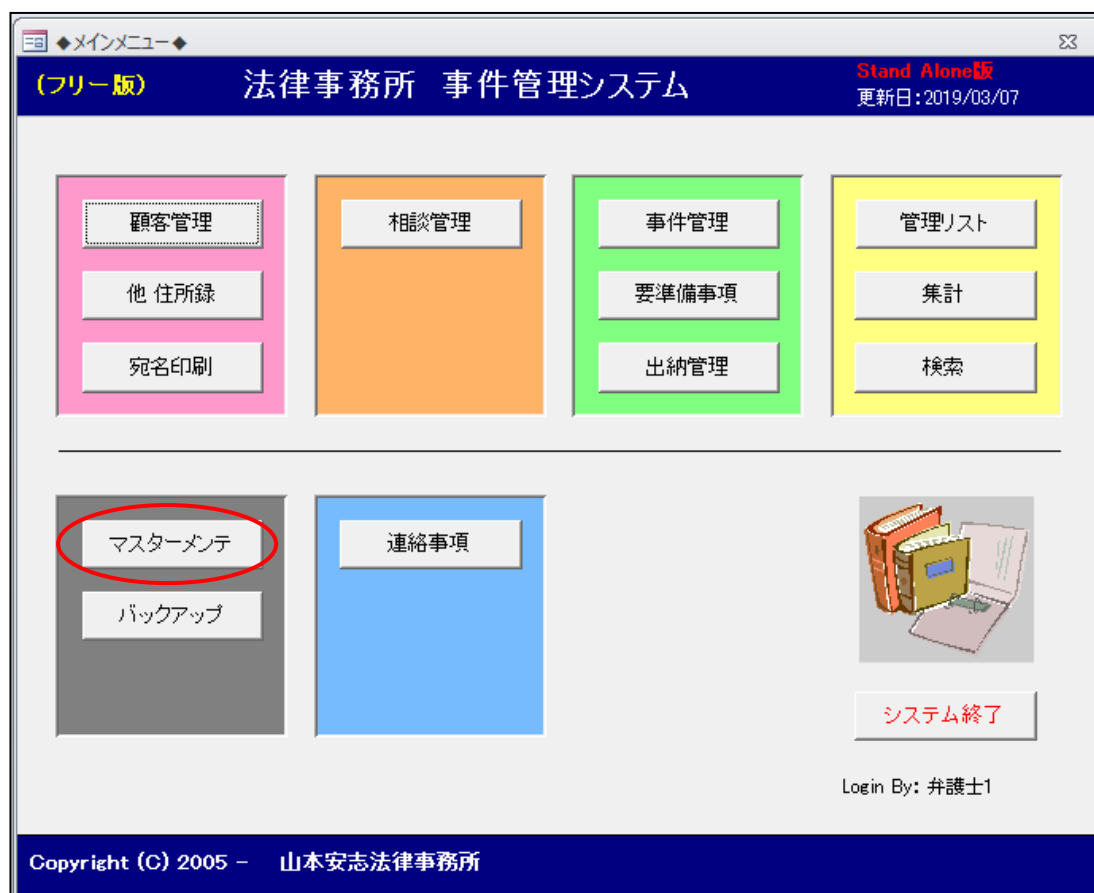 ◆メインメニュー◆
(フリー版) 法律事務所 事件管理システム Stand Alone版
更新日:2019/03/07
顧客管理 相談管理 事件管理 管理リスト
他 住所録 要準備事項 集計
宛名印刷 出納管理 検索
マスターメンテ 連絡事項
バックアップ
システム終了
Login By: 弁護士1
Copyright (C) 2005 - 山本安志法律事務所